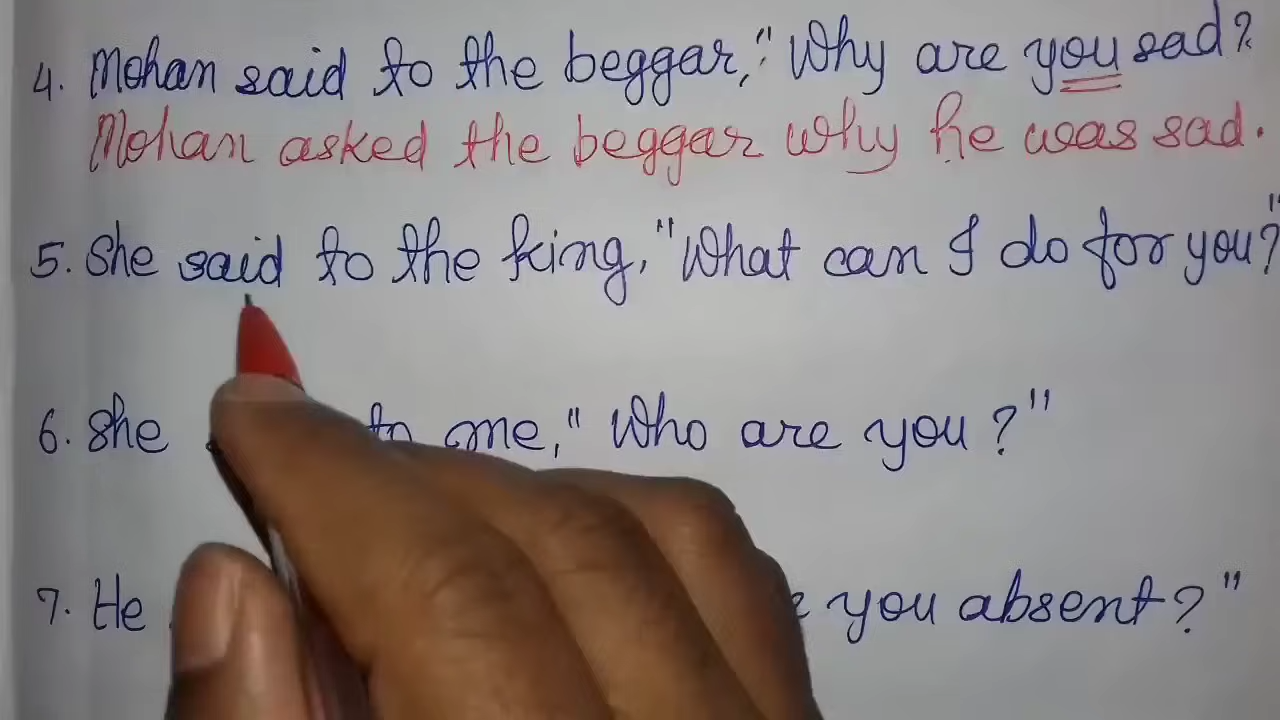 4. Mohan said to the beggar, "Why are you sad?
Mohan asked the beggar why he was sad.
5. She said to the king, "What can I do for you?"
6. She to me, "Who are you?"
7. He you absent?"